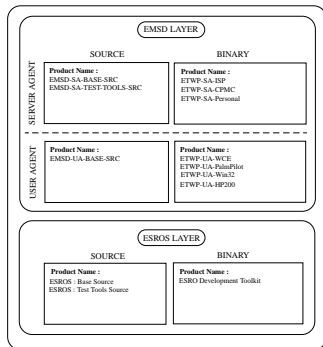 EMSD LAYER
SOURCE
BINARY
SERVER AGENT
Product Name :
EMSD-SA-BASE-SRC
EMSD-SA-TEST-TOOLS-SRC
Product Name :
ETWP-SA-ISP
ETWP-SA-CPMC
ETWP-SA-Personal
USER AGENT
Product Name :
EMSD-UA-BASE-SRC
Product Name :
ETWP-UA-WCE
ETWP-UA-PalmPilot
ETWP-UA-Win32
ETWP-UA-HP200
ESROS LAYER
SOURCE
BINARY
Product Name :
ESROS : Base Source
ESROS : Test Tools Source
Product Name :
ESRO Development Toolkit